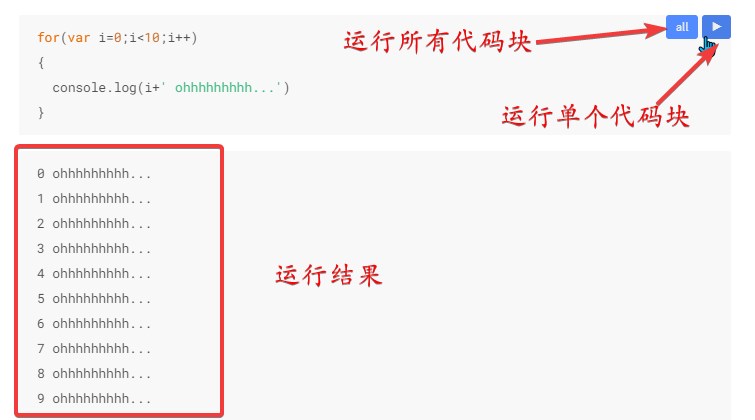 for(var i=0;i<10;i++)
运行所有代码块
all
{
console.log(i+' ohhhhhhhhh...')
}
运行单个代码块
0 ohhhhhhhhh...
1 ohhhhhhhhh...
2 ohhhhhhhhh...
3 ohhhhhhhhh...
4 ohhhhhhhhh...
5 ohhhhhhhhh...
6 ohhhhhhhhh...
7 ohhhhhhhhh...
8 ohhhhhhhhh...
9 ohhhhhhhhh...
运行结果